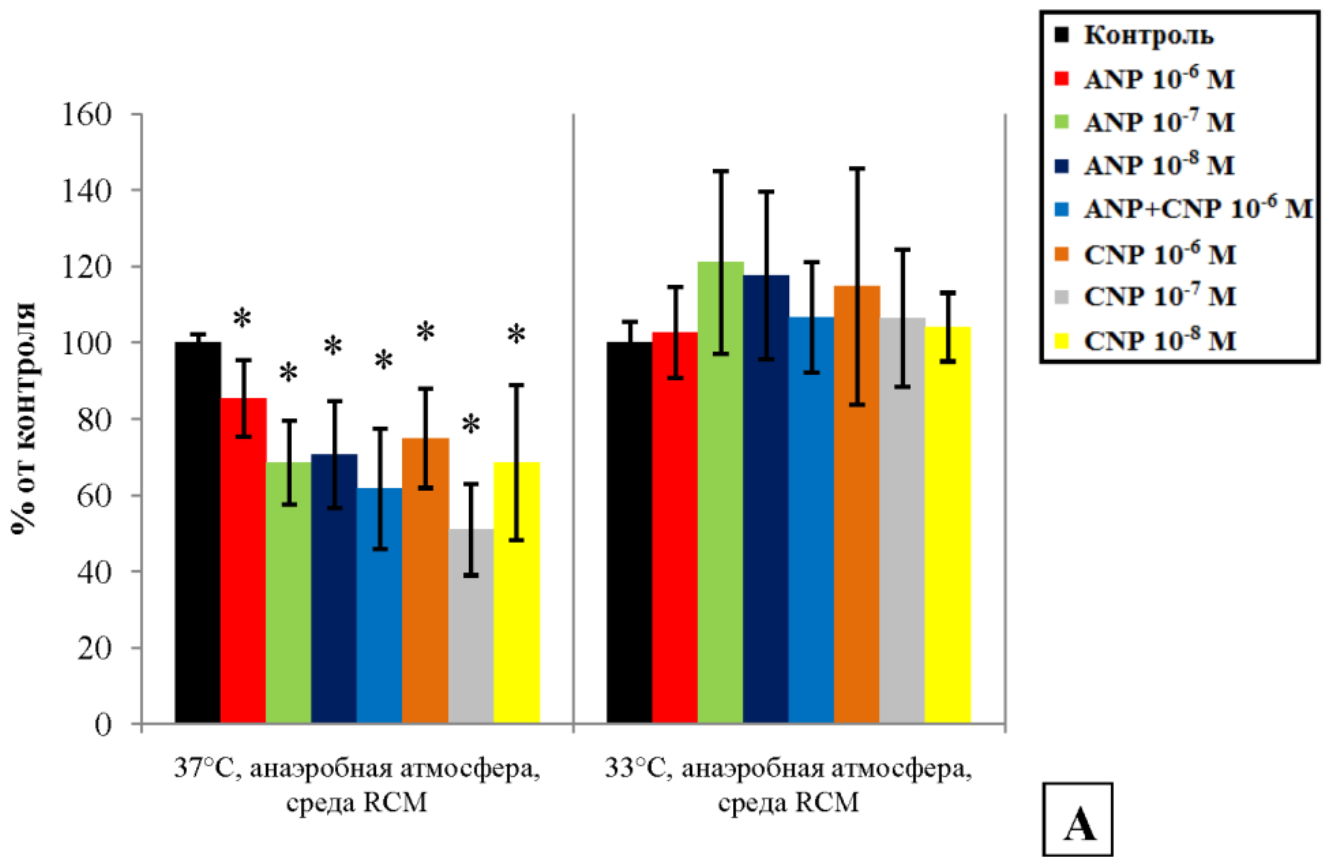 Контроль
ANP 10⁻⁶ M
ANP 10⁻⁷ M
ANP 10⁻⁸ M
ANP+CNP 10⁻⁶ M
CNP 10⁻⁶ M
CNP 10⁻⁷ M
CNP 10⁻⁸ M
% от контроля
160
140
120
100
80
60
40
20
0
* * * * * * *
37°C, анаэробная атмосфера,
среда RCM
33°C, анаэробная атмосфера,
среда RCM
А